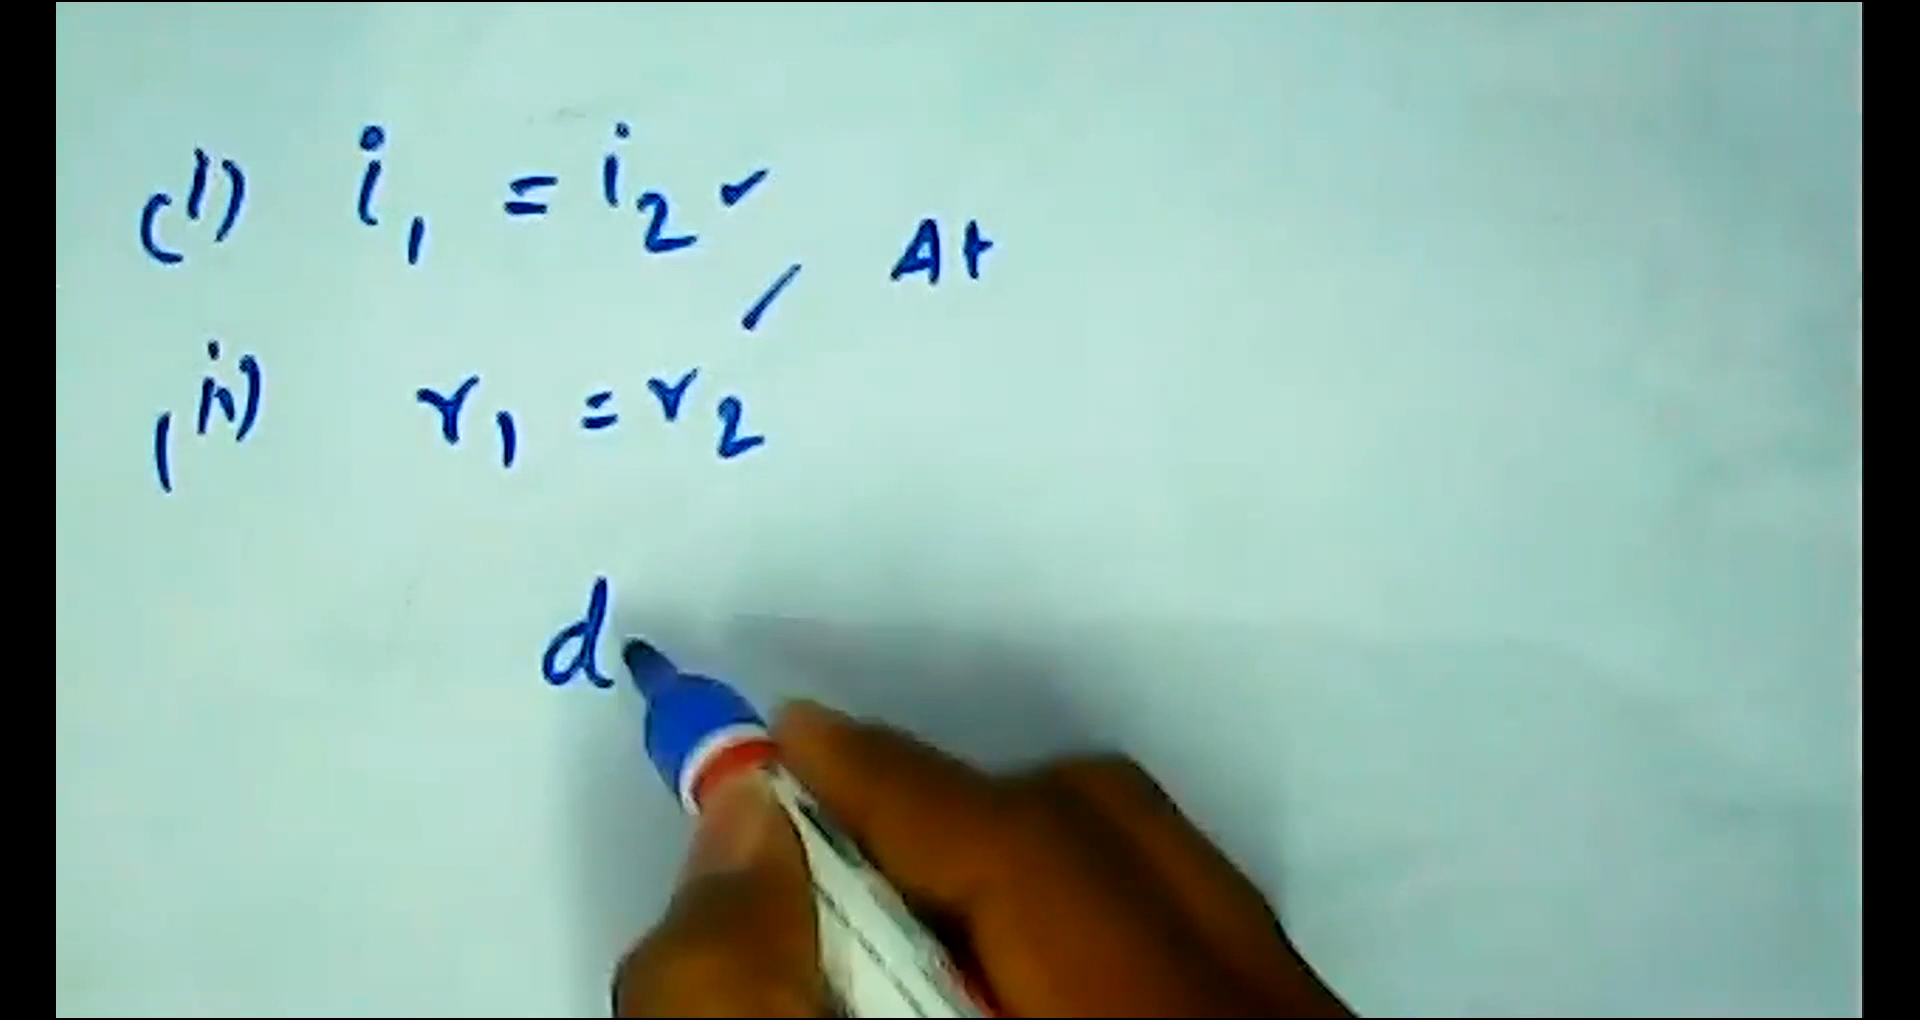 (i) i₁ = i₂ ✓
At
(ii) r₁ = r₂
d